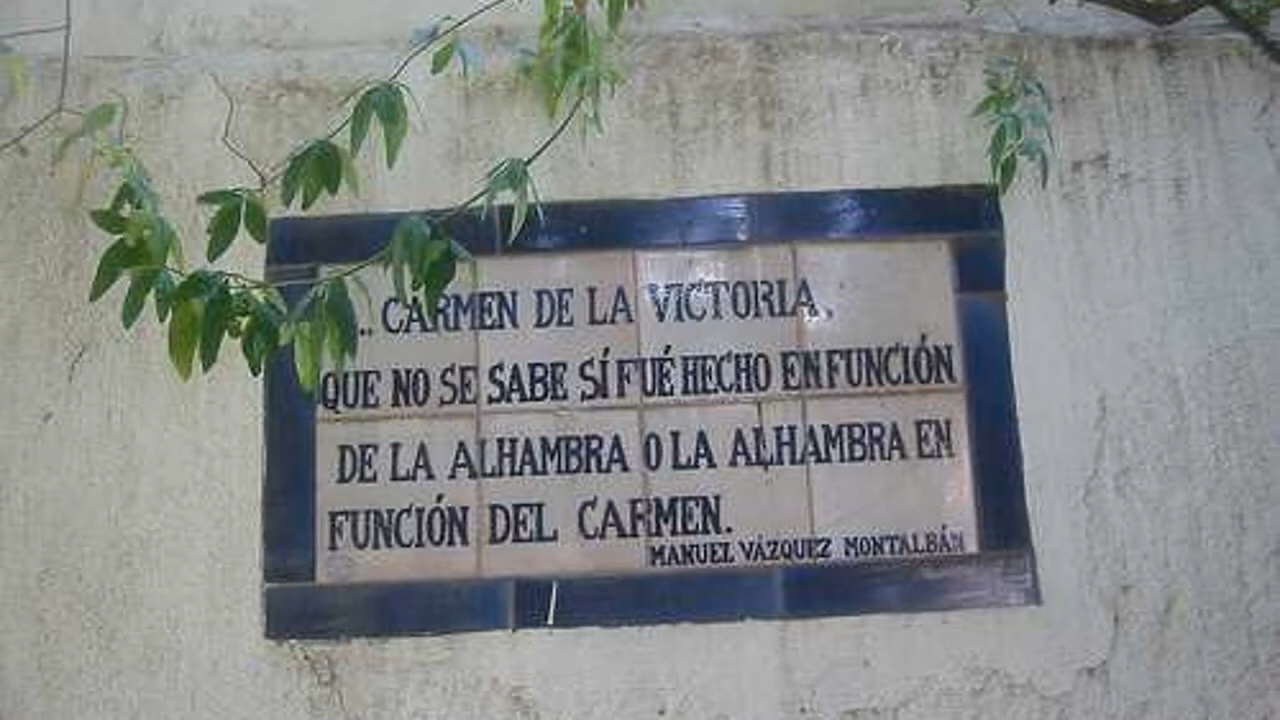 .. CARMEN DE LA VICTORIA,
QUE NO SE SABE SÍ FUÉ HECHO EN FUNCIÓN
DE LA ALHAMBRA O LA ALHAMBRA EN
FUNCIÓN DEL CARMEN.
MANUEL VÁZQUEZ MONTALBÁN